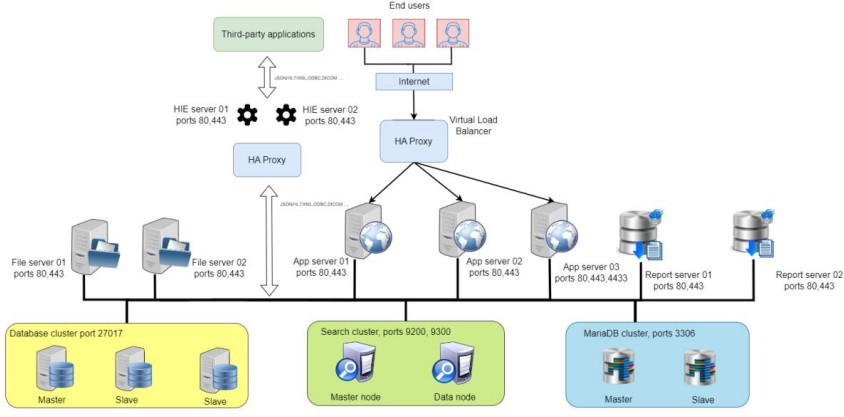 End users
Third-party applications
JSON/HL7/XML,ODBC,DICOM ...
Internet
HIE server 01
ports 80,443
HIE server 02
ports 80,443
Virtual Load
Balancer
HA Proxy
HA Proxy
JSON/HL7/XML,ODBC,DICOM ...
File server 01
ports 80,443
File server 02
ports 80,443
App server 01
ports 80,443
App server 02
ports 80,443
App server 03
ports 80,443,4433
Report server 01
ports 80,443
Report server 02
ports 80,443
Database cluster port 27017
Master
Slave
Slave
Search cluster, ports 9200, 9300
Master node
Data node
MariaDB cluster, ports 3306
Master
Slave